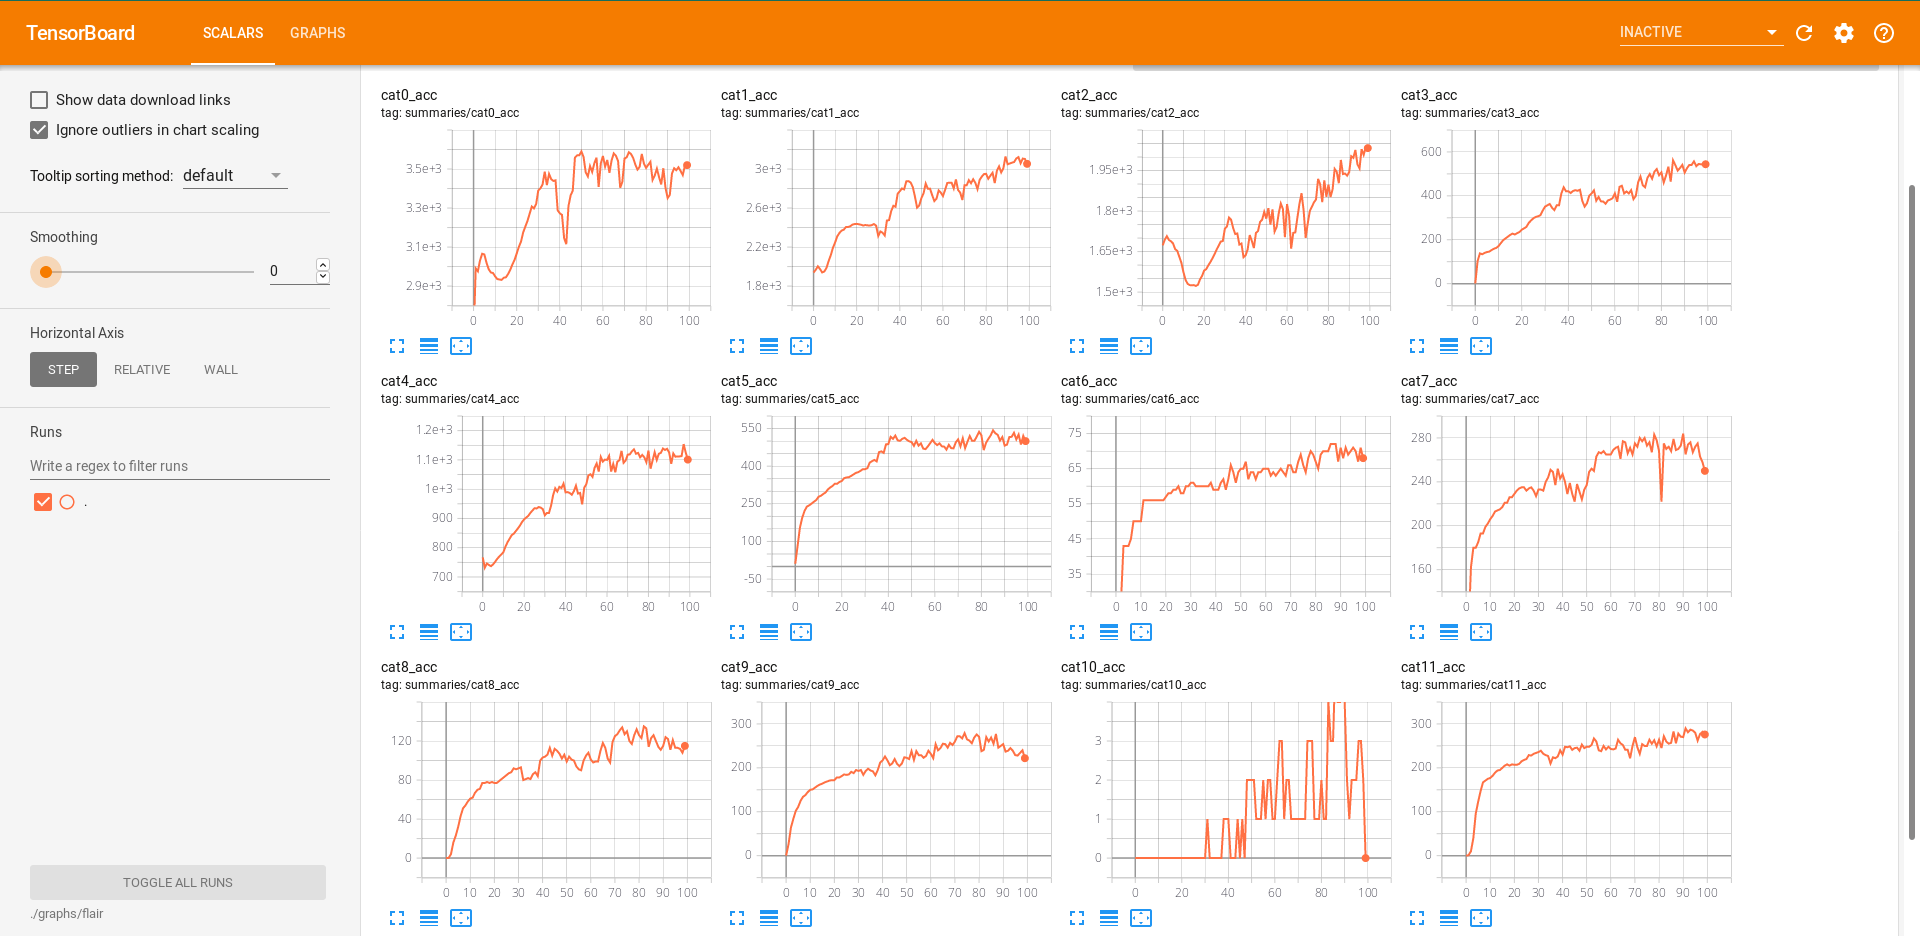 TensorBoard SCALARS GRAPHS INACTIVE
Show data download links
Ignore outliers in chart scaling
Tooltip sorting method: default
Smoothing
0
Horizontal Axis
STEP RELATIVE WALL
Runs
Write a regex to filter runs
.
TOGGLE ALL RUNS
./graphs/flair
cat0_acc
tag: summaries/cat0_acc
3.5e+3
3.3e+3
3.1e+3
2.9e+3
0 20 40 60 80 100
cat1_acc
tag: summaries/cat1_acc
3e+3
2.6e+3
2.2e+3
1.8e+3
0 20 40 60 80 100
cat2_acc
tag: summaries/cat2_acc
1.95e+3
1.8e+3
1.65e+3
1.5e+3
0 20 40 60 80 100
cat3_acc
tag: summaries/cat3_acc
600
400
200
0
0 20 40 60 80 100
cat4_acc
tag: summaries/cat4_acc
1.2e+3
1.1e+3
1e+3
900
800
700
0 20 40 60 80 100
cat5_acc
tag: summaries/cat5_acc
550
400
250
100
-50
0 20 40 60 80 100
cat6_acc
tag: summaries/cat6_acc
75
65
55
45
35
0 10 20 30 40 50 60 70 80 90 100
cat7_acc
tag: summaries/cat7_acc
280
240
200
160
0 10 20 30 40 50 60 70 80 90 100
cat8_acc
tag: summaries/cat8_acc
120
80
40
0
0 10 20 30 40 50 60 70 80 90 100
cat9_acc
tag: summaries/cat9_acc
300
200
100
0
0 10 20 30 40 50 60 70 80 90 100
cat10_acc
tag: summaries/cat10_acc
3
2
1
0
0 20 40 60 80 100
cat11_acc
tag: summaries/cat11_acc
300
200
100
0
0 10 20 30 40 50 60 70 80 90 100